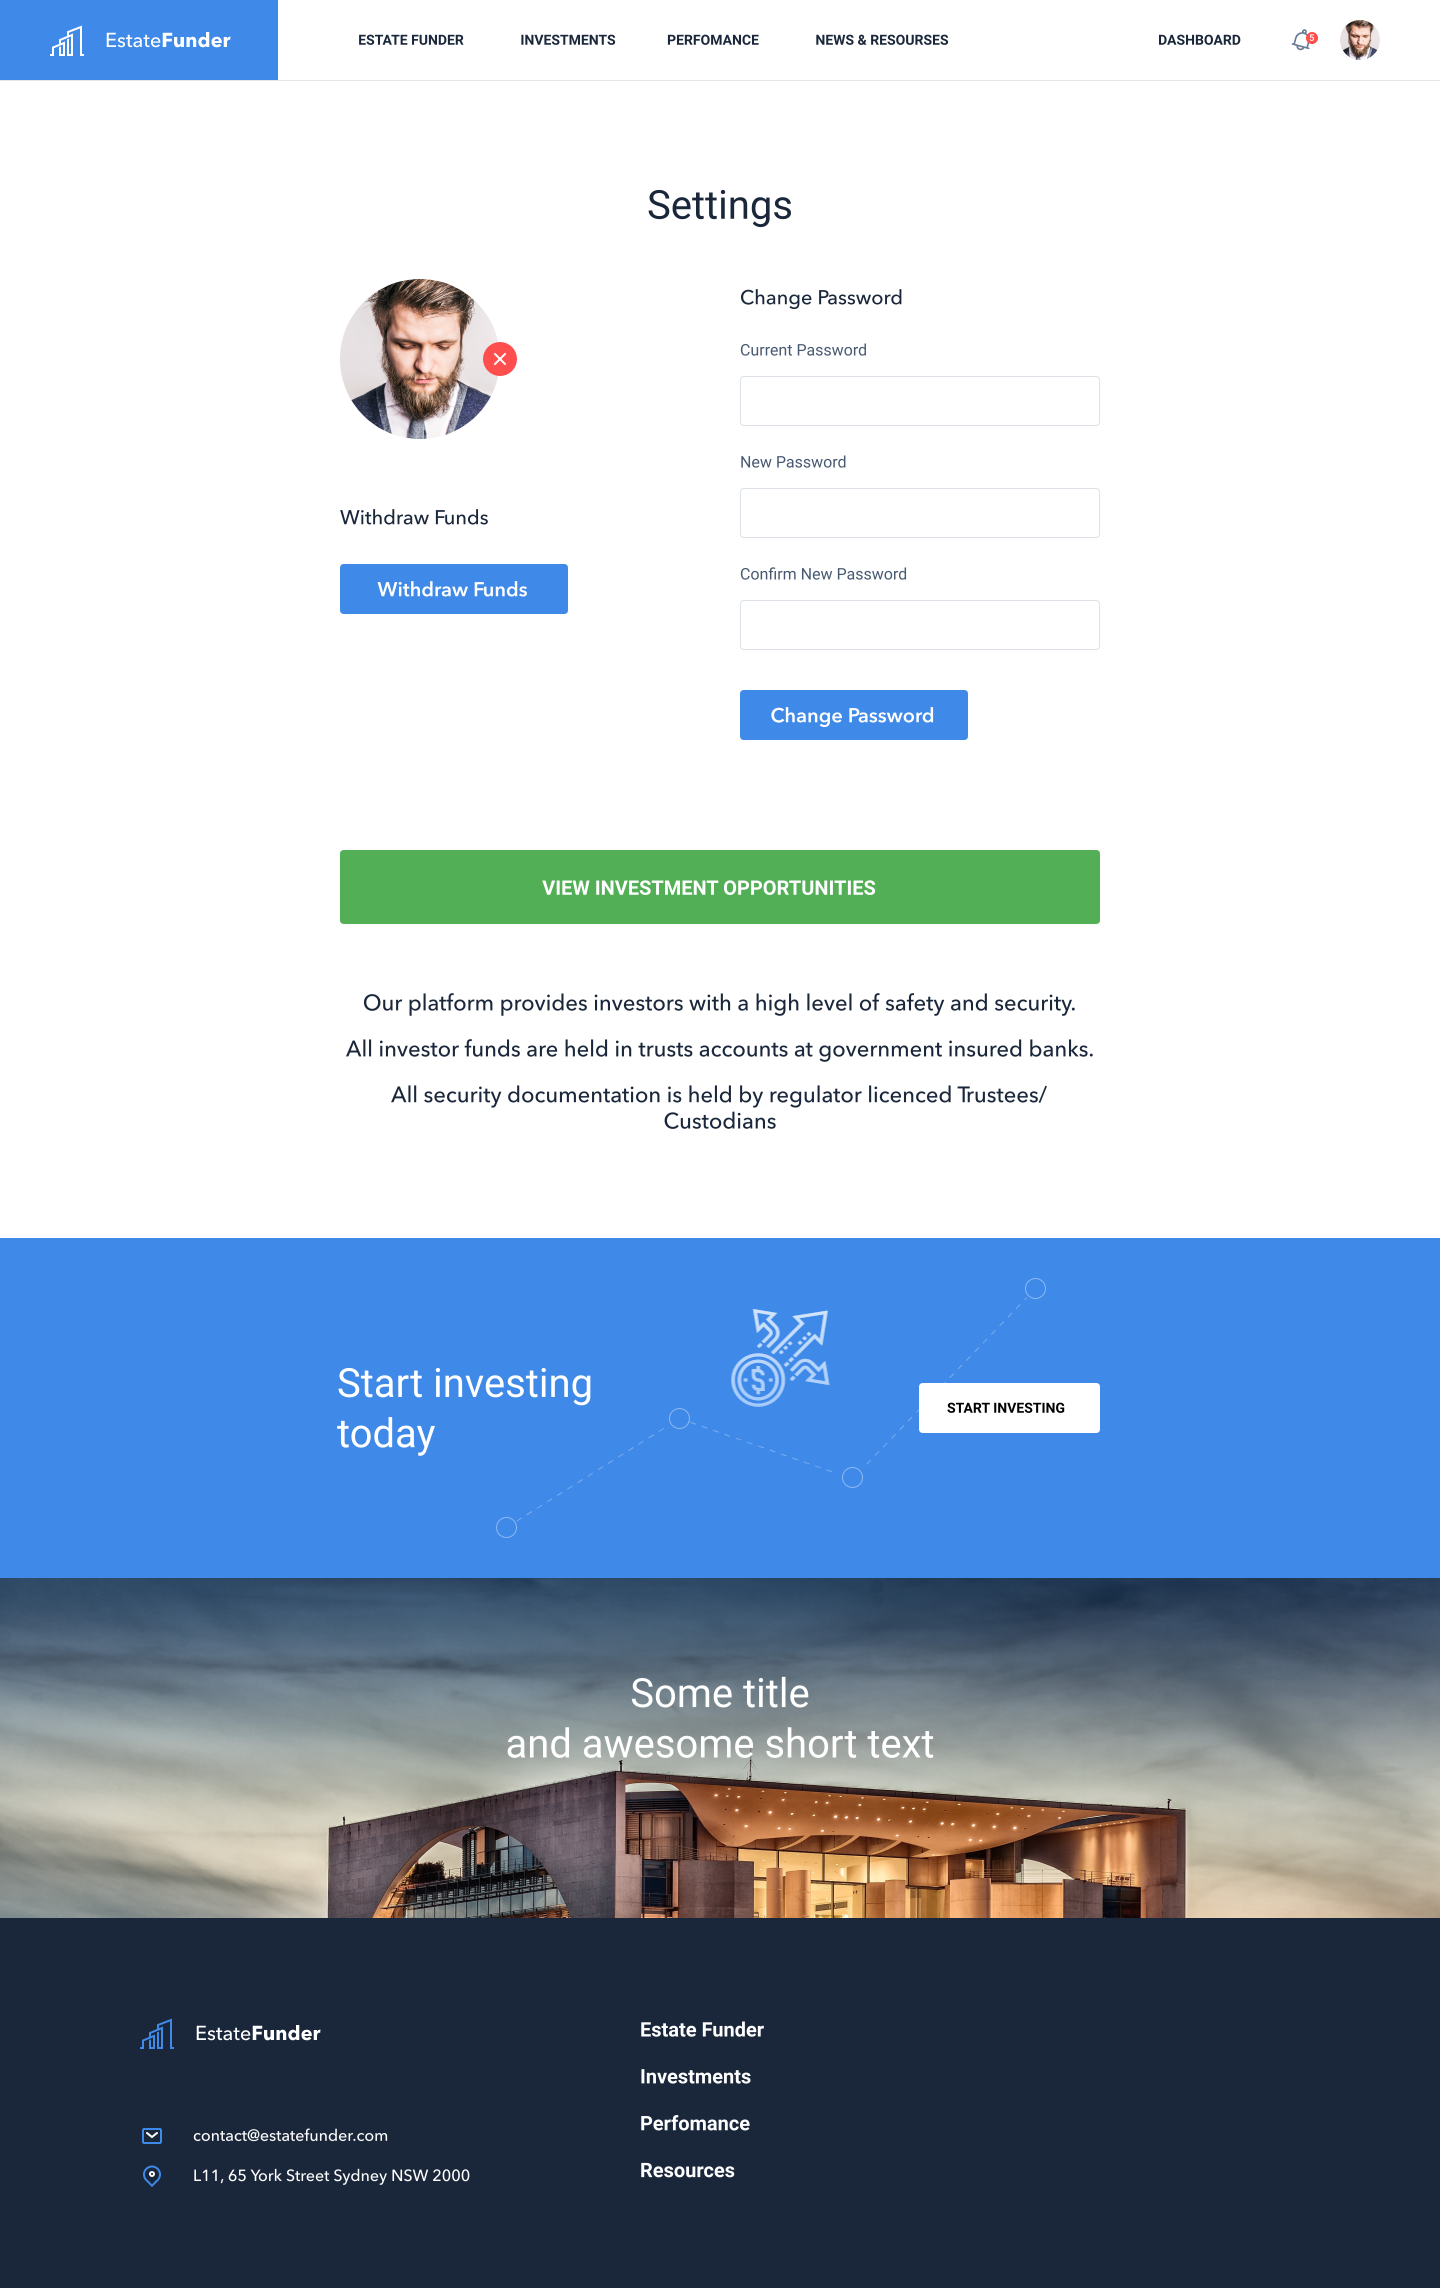 EstateFunder
ESTATE FUNDER
INVESTMENTS
PERFOMANCE
NEWS & RESOURSES
DASHBOARD
5
Settings
Change Password
Current Password
New Password
Withdraw Funds
Withdraw Funds
Confirm New Password
Change Password
VIEW INVESTMENT OPPORTUNITIES
Our platform provides investors with a high level of safety and security.
All investor funds are held in trusts accounts at government insured banks.
All security documentation is held by regulator licenced Trustees/
Custodians
Start investing
today
$
START INVESTING
Some title
and awesome short text
EstateFunder
contact@estatefunder.com
L11, 65 York Street Sydney NSW 2000
Estate Funder
Investments
Perfomance
Resources